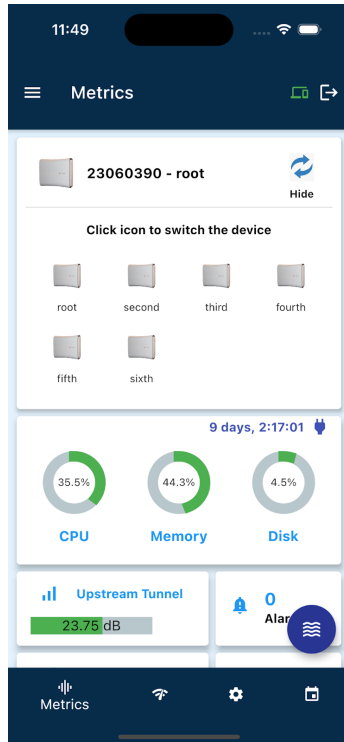 11:49
Metrics
23060390 - root
Hide
Click icon to switch the device
root second third fourth
fifth sixth
9 days, 2:17:01
35.5% 44.3% 4.5%
CPU Memory Disk
Upstream Tunnel
23.75 dB
0
Metrics